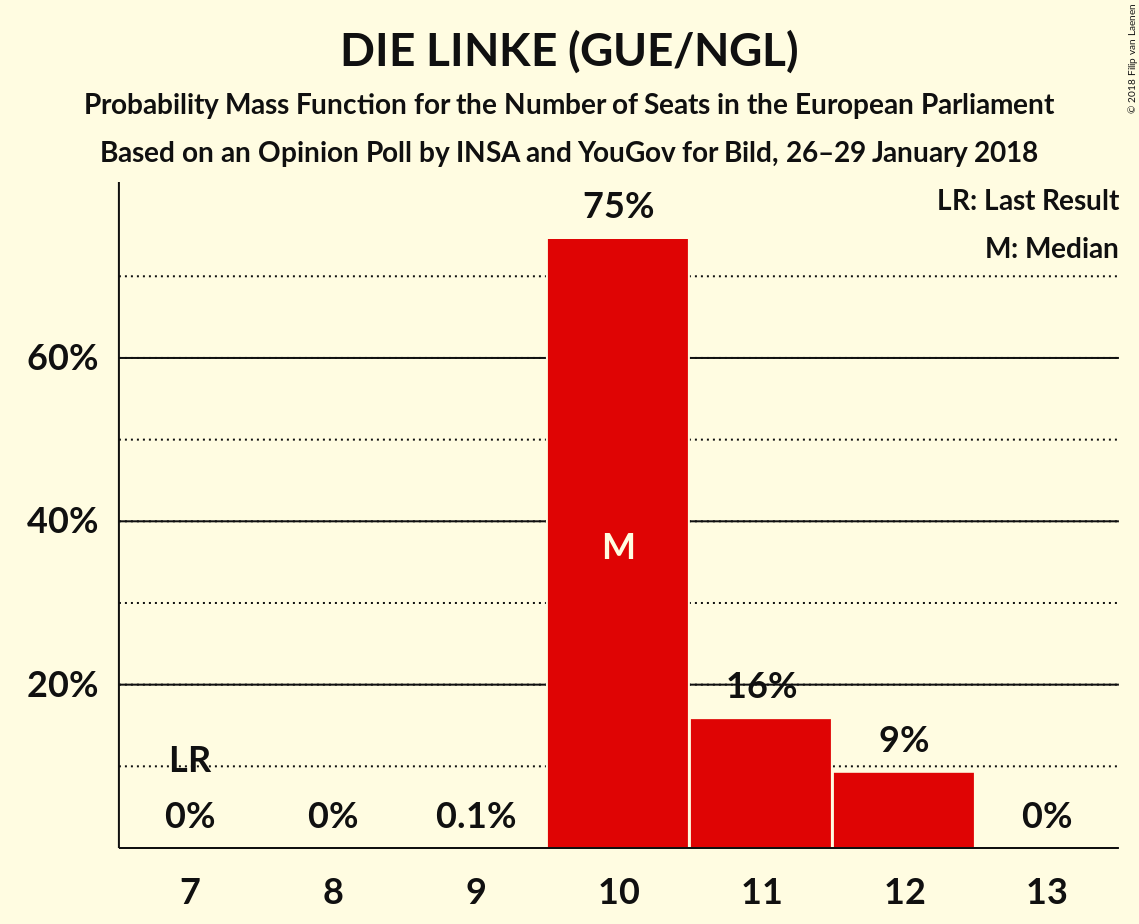 DIE LINKE (GUE/NGL)
Probability Mass Function for the Number of Seats in the European Parliament
Based on an Opinion Poll by INSA and YouGov for Bild, 26–29 January 2018
© 2018 Filip van Laenen
LR: Last Result
M: Median
75%
60%
40%
M
20%
16%
9%
LR
0%
0%
0.1%
0%
7
8
9
10
11
12
13